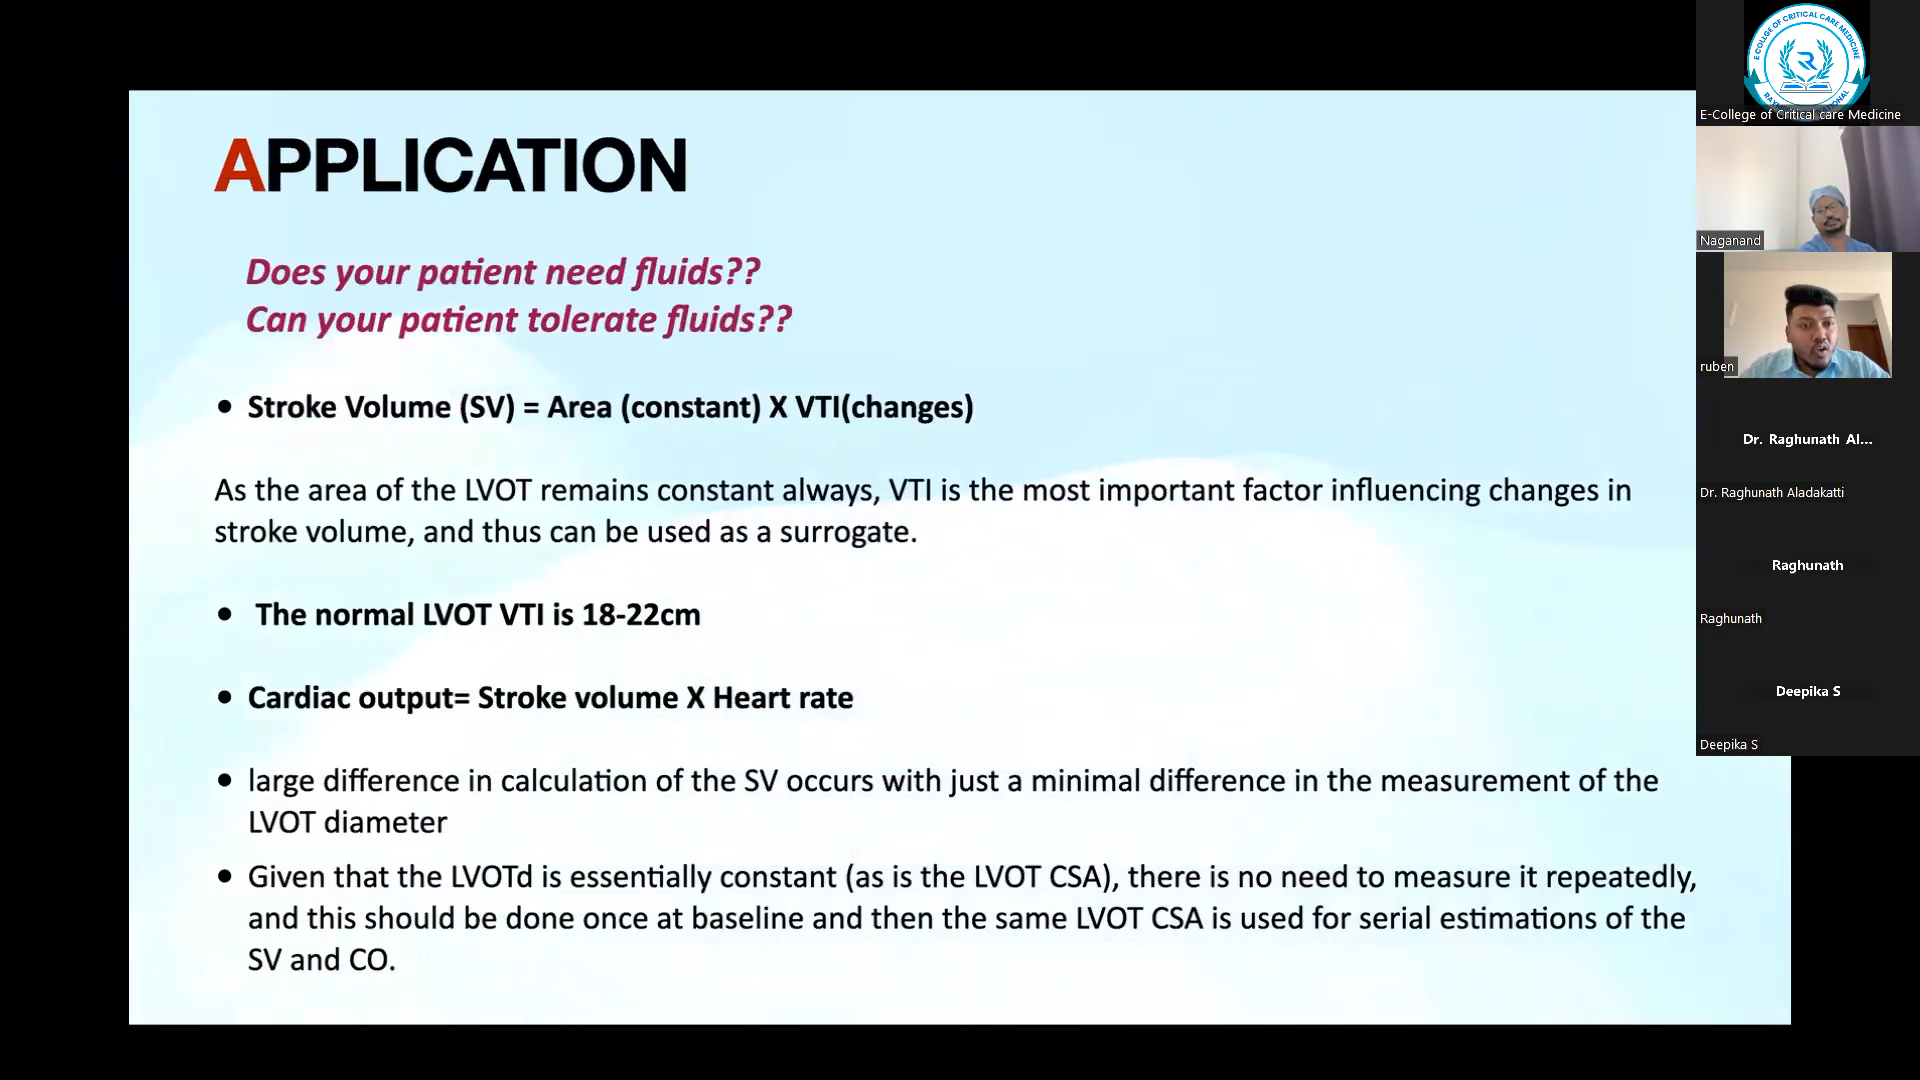 APPLICATION
Does your patient need fluids??
Can your patient tolerate fluids??
• Stroke Volume (SV) = Area (constant) X VTI(changes)
As the area of the LVOT remains constant always, VTI is the most important factor influencing changes in
stroke volume, and thus can be used as a surrogate.
• The normal LVOT VTI is 18-22cm
• Cardiac output= Stroke volume X Heart rate
• large difference in calculation of the SV occurs with just a minimal difference in the measurement of the
LVOT diameter
• Given that the LVOTd is essentially constant (as is the LVOT CSA), there is no need to measure it repeatedly,
and this should be done once at baseline and then the same LVOT CSA is used for serial estimations of the
SV and CO.
E COLLEGE OF CRITICAL CARE MEDICINE
E-College of Critical care Medicine
Naganand
ruben
Dr. Raghunath Al...
Dr. Raghunath Aladakatti
Raghunath
Raghunath
Deepika S
Deepika S